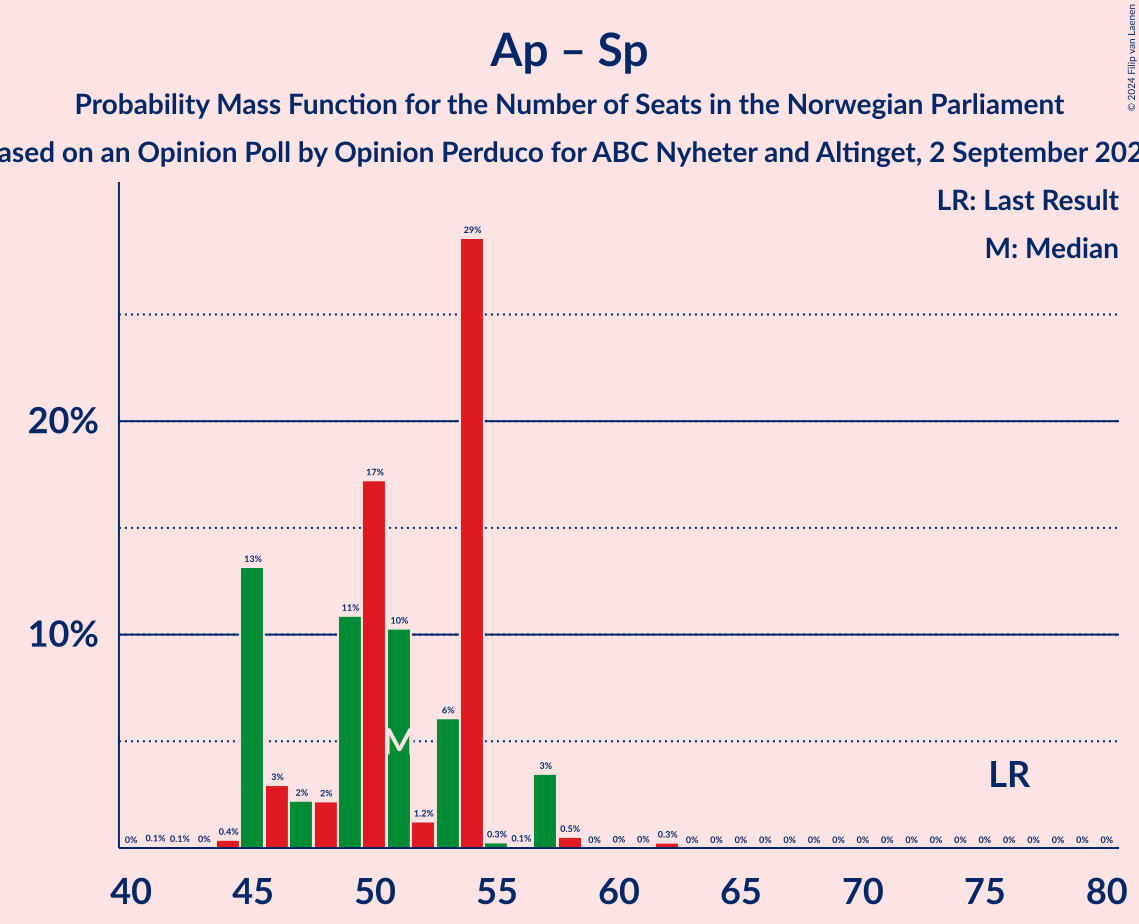 Ap – Sp
Probability Mass Function for the Number of Seats in the Norwegian Parliament
ased on an Opinion Poll by Opinion Perduco for ABC Nyheter and Altinget, 2 September 202
© 2024 Filip van Laenen
LR: Last Result
M: Median
29%
20%
17%
13%
11%
10%
10%
6%
M
3%
LR
3%
2%
2%
1.2%
0% 0.1% 0.1% 0% 0.4% 0.3% 0.1% 0.5% 0% 0% 0% 0.3% 0% 0% 0% 0% 0% 0% 0% 0% 0% 0% 0% 0% 0% 0% 0% 0% 0% 0%
40 45 50 55 60 65 70 75 80